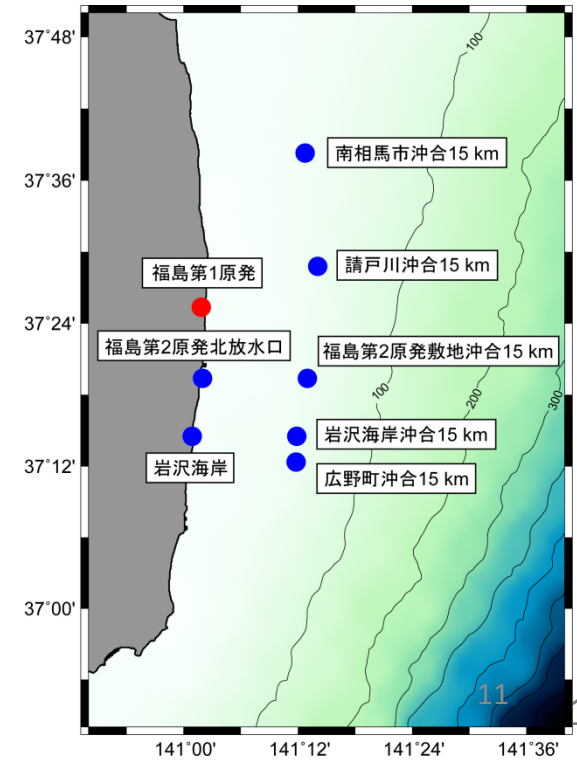 37°48'
100
南相馬市沖合15 km
37°36'
請戸川沖合15 km
福島第1原発
37°24'
福島第2原発北放水口
福島第2原発敷地沖合15 km
100
200
300
岩沢海岸沖合15 km
岩沢海岸
37°12'
広野町沖合15 km
37°00'
11
141°00'
141°12'
141°24'
141°36'